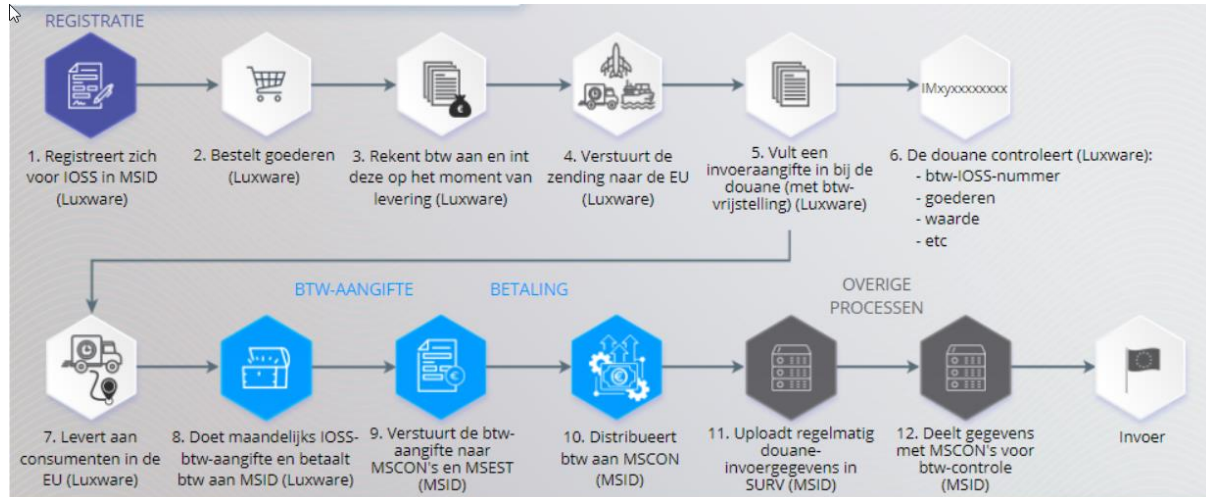 REGISTRATIE
IMxyxxxxxxxx
1. Registreert zich
voor IOSS in MSID
(Luxware)
2. Bestelt goederen
(Luxware)
3. Rekent btw aan en int
deze op het moment van
levering (Luxware)
4. Verstuurt de
zending naar de EU
(Luxware)
5. Vult een
invoeraangifte in bij de
douane (met btw-
vrijstelling) (Luxware)
6. De douane controleert (Luxware):
- btw-IOSS-nummer
- goederen
- waarde
- etc
BTW-AANGIFTE
BETALING
OVERIGE
PROCESSEN
7. Levert aan
consumenten in de
EU (Luxware)
8. Doet maandelijks IOSS-
btw-aangifte en betaalt
btw aan MSID (Luxware)
9. Verstuurt de btw-
aangifte naar
MSCON's en MSEST
(MSID)
10. Distribueert
btw aan MSCON
(MSID)
11. Uploadt regelmatig
douane-
invoergegevens in
SURV (MSID)
12. Deelt gegevens
met MSCON's voor
btw-controle
(MSID)
Invoer